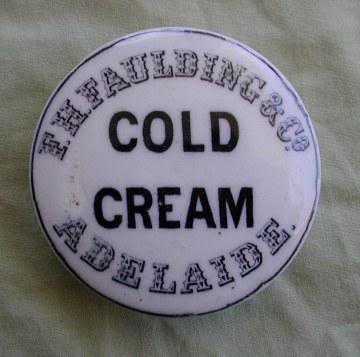 F. H. FAULDING & Co.
COLD
CREAM
ADELAIDE.